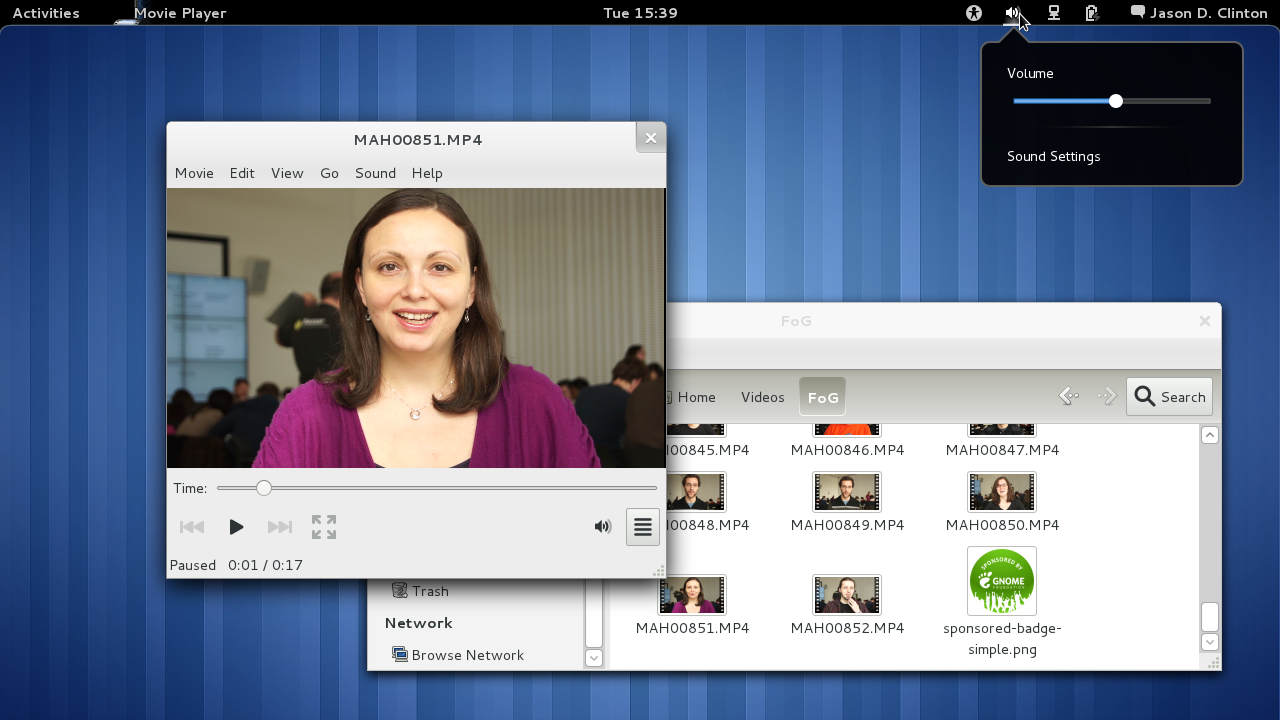 Activities
Movie Player
Tue 15:39
Jason D. Clinton
Volume
Sound Settings
MAH00851.MP4
Movie Edit View Go Sound Help
Time:
Paused 0:01 / 0:17
FoG
Home Videos FoG Search
00845.MP4 MAH00846.MP4 MAH00847.MP4
00848.MP4 MAH00849.MP4 MAH00850.MP4
SPONSORED BY
GNOME
FOUNDATION
MAH00851.MP4 MAH00852.MP4 sponsored-badge-
simple.png
Trash
Network
Browse Network